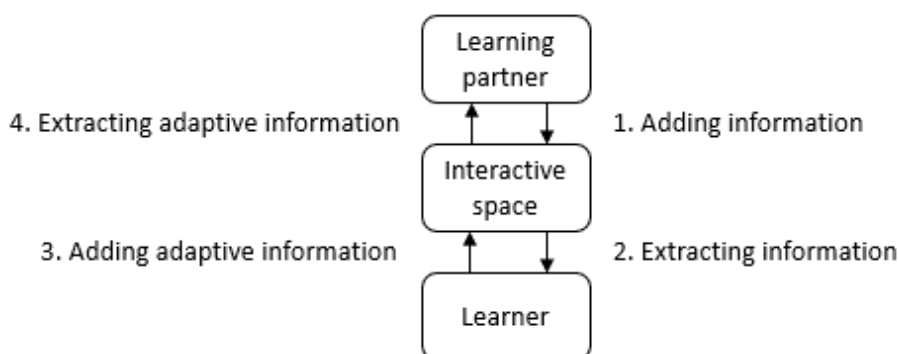 Learning
partner
4. Extracting adaptive information
1. Adding information
Interactive
space
3. Adding adaptive information
2. Extracting information
Learner